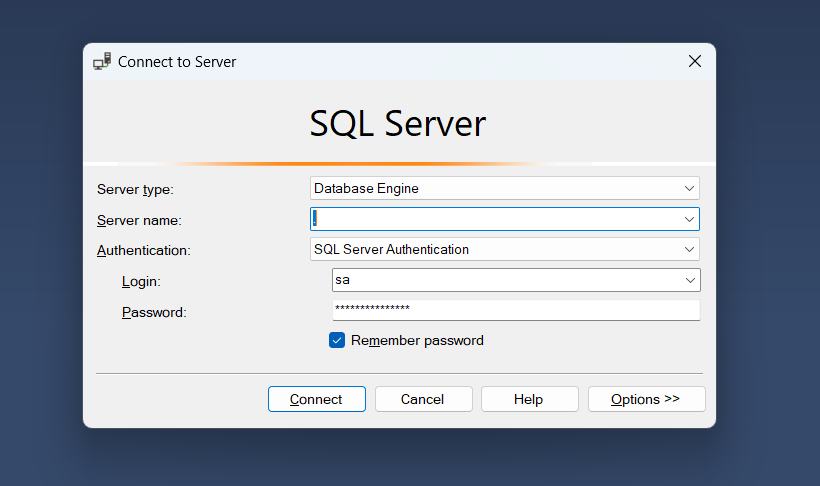 Connect to Server
SQL Server
Server type: Database Engine
Server name: .
Authentication: SQL Server Authentication
Login: sa
Password: ***************
Remember password
Connect Cancel Help Options >>